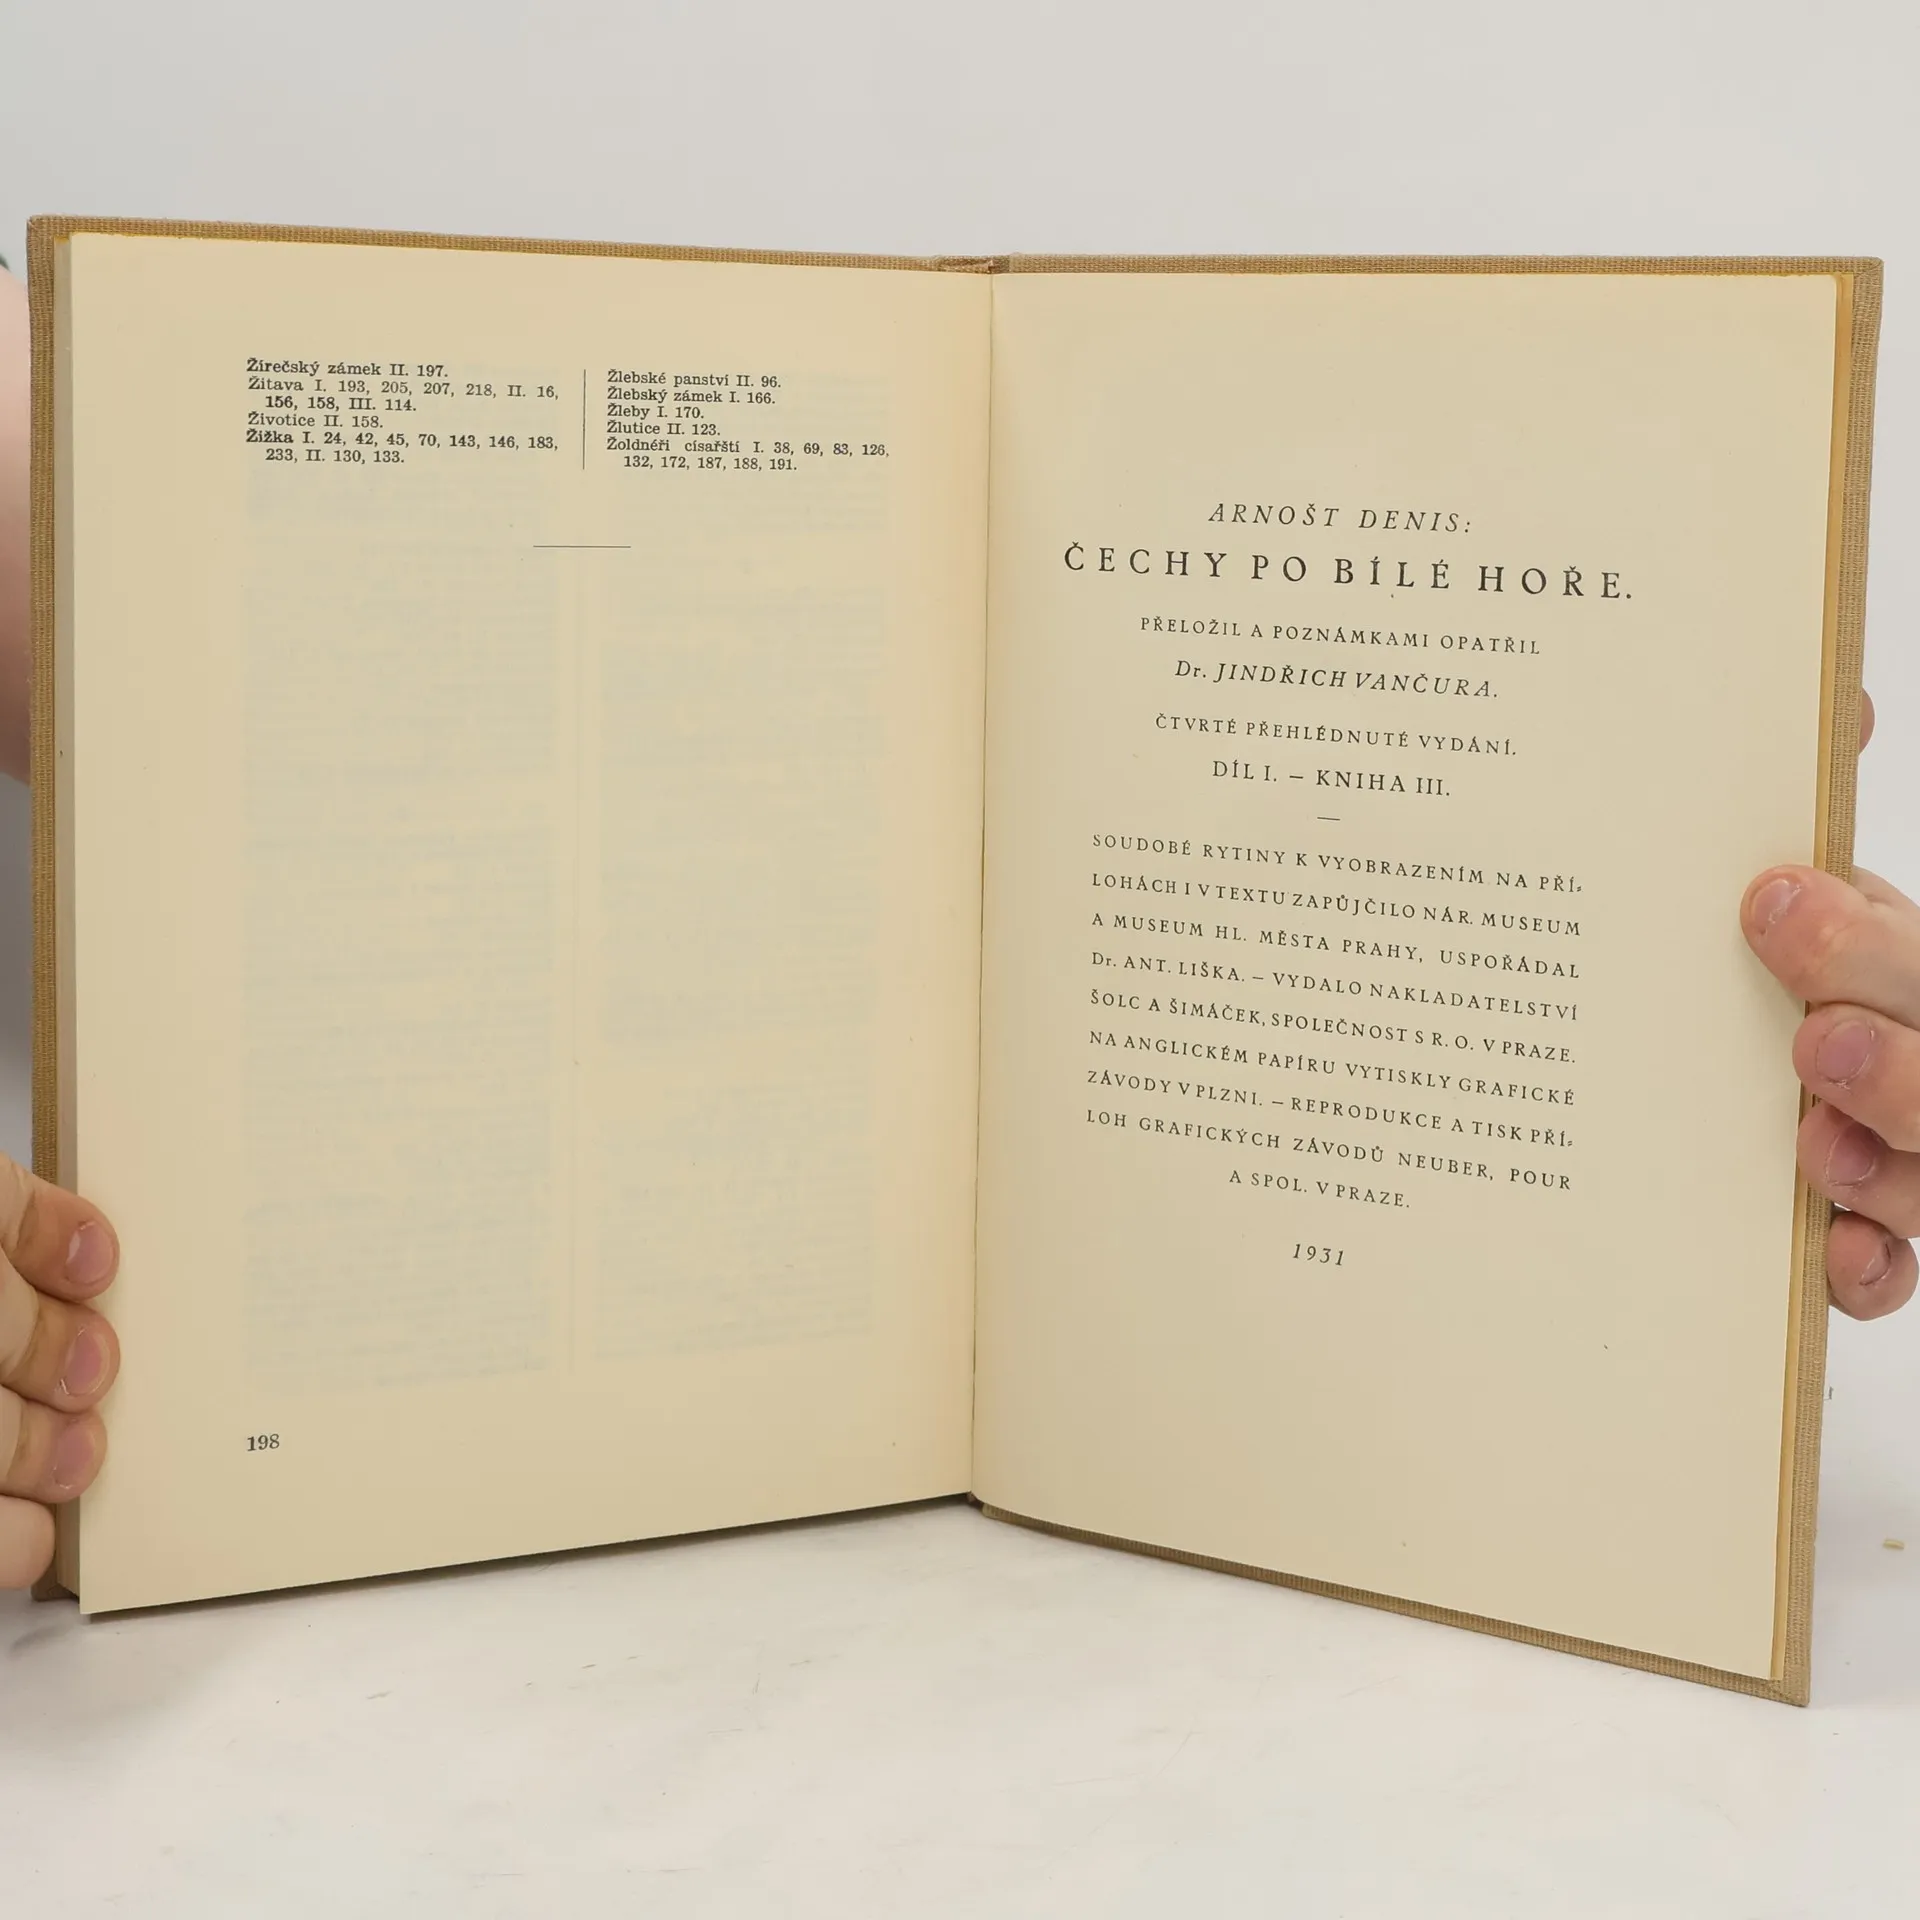 Žirečský zámek II. 197.
Žitava I. 193, 205, 207, 218, II. 16,
156, 158, III. 114.
Životice II. 158.
Žižka I. 24, 42, 45, 70, 143, 146, 183,
233, II. 130, 133.
Žlebské panství II. 96.
Žlebský zámek I. 166.
Žleby I. 170.
Žlutice II. 123.
Žoldnéři císařští I. 38, 69, 83, 126,
132, 172, 187, 188, 191.
198
ARNOŠT DENIS:
ČECHY PO BÍLÉ HOŘE.
PŘELOŽIL A POZNÁMKAMI OPATŘIL
Dr. JINDŘICH VANČURA.
ČTVRTÉ PŘEHLÉDNUTÉ VYDÁNÍ.
DÍL I. – KNIHA III.
SOUDOBÉ RYTINY K VYOBRAZENÍM NA PŘÍ-
LOHÁCH I V TEXTU ZAPŮJČILO NÁR. MUSEUM
A MUSEUM HL. MĚSTA PRAHY, USPOŘÁDAL
Dr. ANT. LIŠKA. – VYDALO NAKLADATELSTVÍ
ŠOLC A ŠIMÁČEK, SPOLEČNOST S R. O. V PRAZE.
NA ANGLICKÉM PAPÍRU VYTISKLY GRAFICKÉ
ZÁVODY V PLZNI. – REPRODUKCE A TISK PŘÍ-
LOH GRAFICKÝCH ZÁVODŮ NEUBER, POUR
A SPOL. V PRAZE.
1931